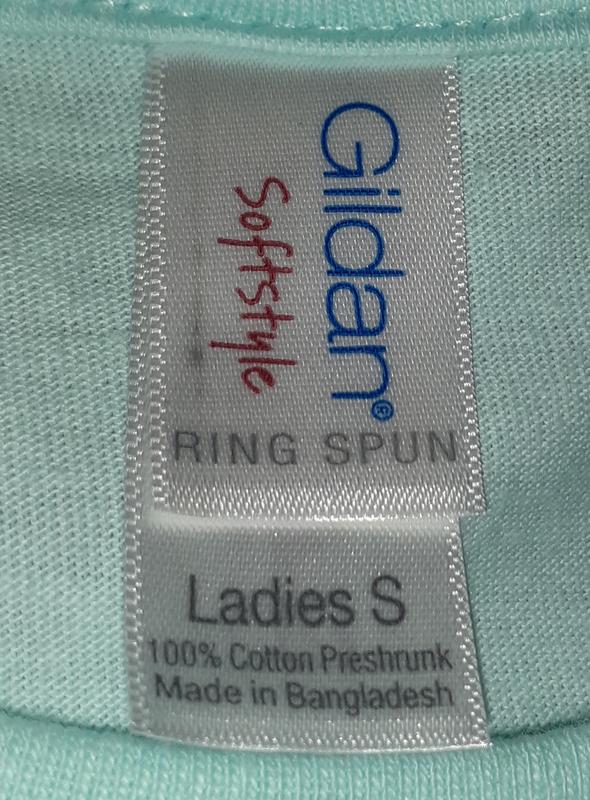 Gildan®
Softstyle
RING SPUN
Ladies S
100% Cotton Preshrunk
Made in Bangladesh